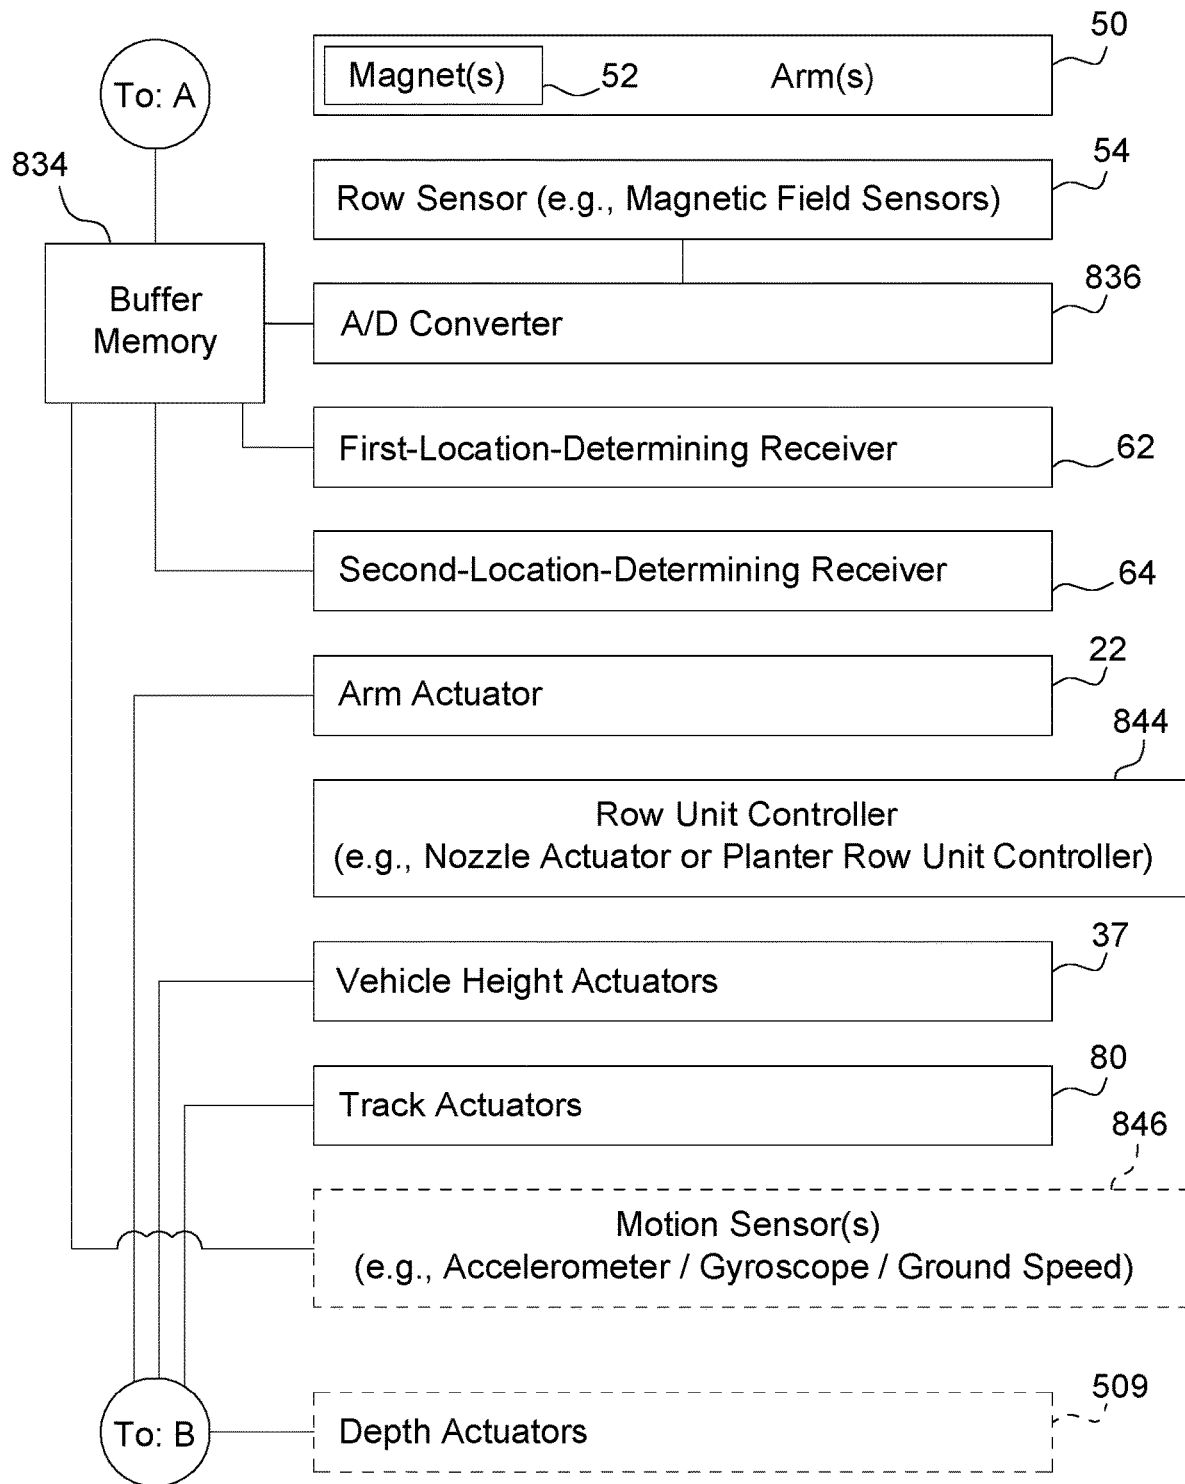 50
To: A
Magnet(s)
52
Arm(s)
834
54
Row Sensor (e.g., Magnetic Field Sensors)
Buffer
Memory
836
A/D Converter
First-Location-Determining Receiver
62
Second-Location-Determining Receiver
64
22
Arm Actuator
844
Row Unit Controller
(e.g., Nozzle Actuator or Planter Row Unit Controller)
37
Vehicle Height Actuators
80
Track Actuators
846
Motion Sensor(s)
(e.g., Accelerometer / Gyroscope / Ground Speed)
509
To: B
Depth Actuators